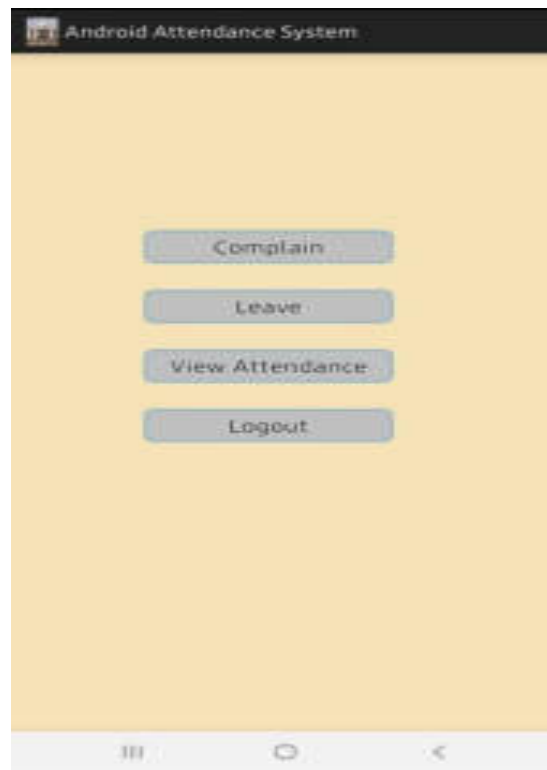 Android Attendance System
Complain
Leave
View Attendance
Logout